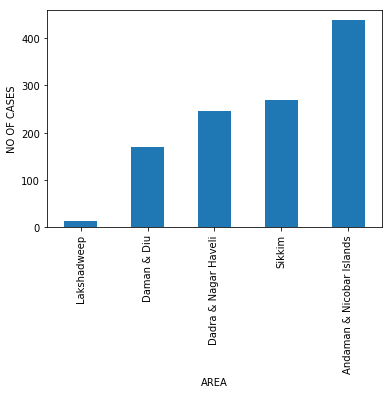 NO OF CASES
400
300
200
100
0
Lakshadweep
Daman & Diu
Dadra & Nagar Haveli
Sikkim
Andaman & Nicobar Islands
AREA